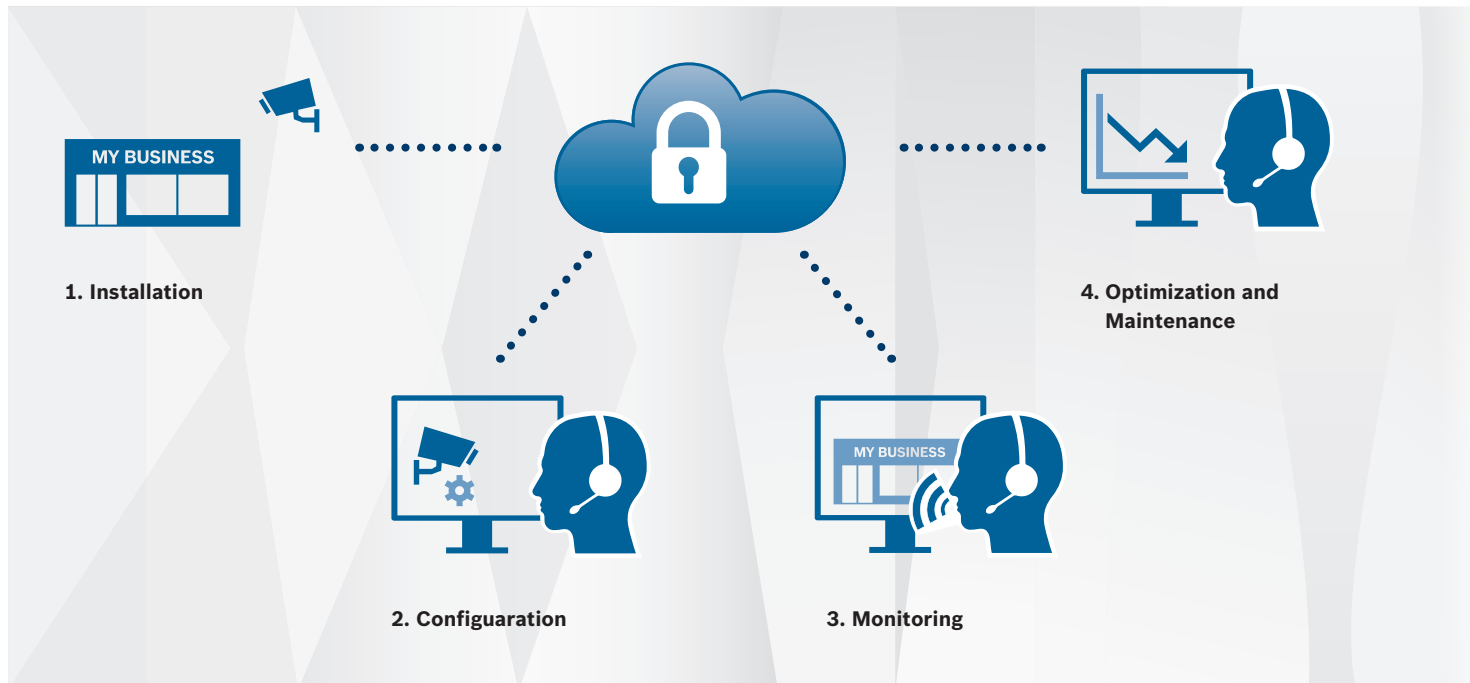 MY BUSINESS
1. Installation
4. Optimization and
Maintenance
MY BUSINESS
2. Configuaration
3. Monitoring